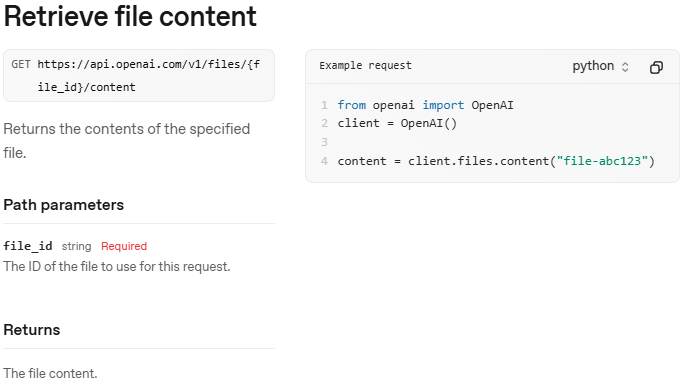 Retrieve file content
GET https://api.openai.com/v1/files/{f
ile_id}/content
Returns the contents of the specified
file.
Path parameters
file_id string Required
The ID of the file to use for this request.
Returns
The file content.
Example request python
1 from openai import OpenAI
2 client = OpenAI()
3
4 content = client.files.content("file-abc123")